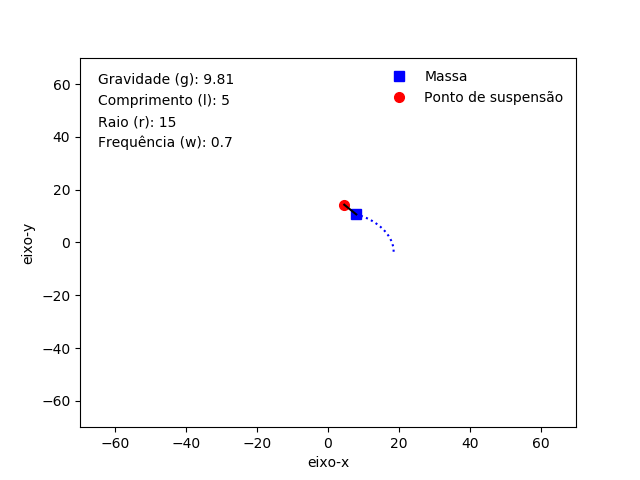 Gravidade (g): 9.81
Comprimento (l): 5
Raio (r): 15
Frequência (w): 0.7
Massa
Ponto de suspensão
60
40
20
0
−20
−40
−60
eixo-y
−60
−40
−20
0
20
40
60
eixo-x